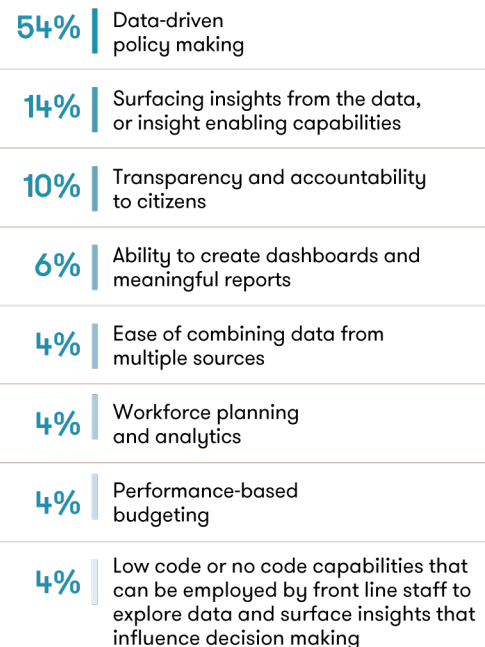 54%
Data-driven
policy making
14%
Surfacing insights from the data,
or insight enabling capabilities
10%
Transparency and accountability
to citizens
6%
Ability to create dashboards and
meaningful reports
4%
Ease of combining data from
multiple sources
4%
Workforce planning
and analytics
4%
Performance-based
budgeting
4%
Low code or no code capabilities that
can be employed by front line staff to
explore data and surface insights that
influence decision making